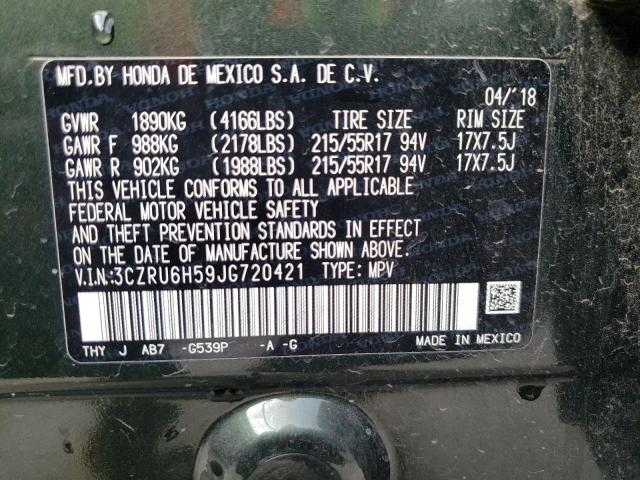 MFD. BY HONDA DE MEXICO S.A. DE C.V.
04/'18
GVWR 1890KG (4166LBS) TIRE SIZE RIM SIZE
GAWR F 988KG (2178LBS) 215/55R17 94V 17X7.5J
GAWR R 902KG (1988LBS) 215/55R17 94V 17X7.5J
THIS VEHICLE CONFORMS TO ALL APPLICABLE
FEDERAL MOTOR VEHICLE SAFETY
AND THEFT PREVENTION STANDARDS IN EFFECT
ON THE DATE OF MANUFACTURE SHOWN ABOVE.
V.I.N:3CZRU6H59JG720421 TYPE: MPV
THY J AB7 -G539P -A -G MADE IN MEXICO